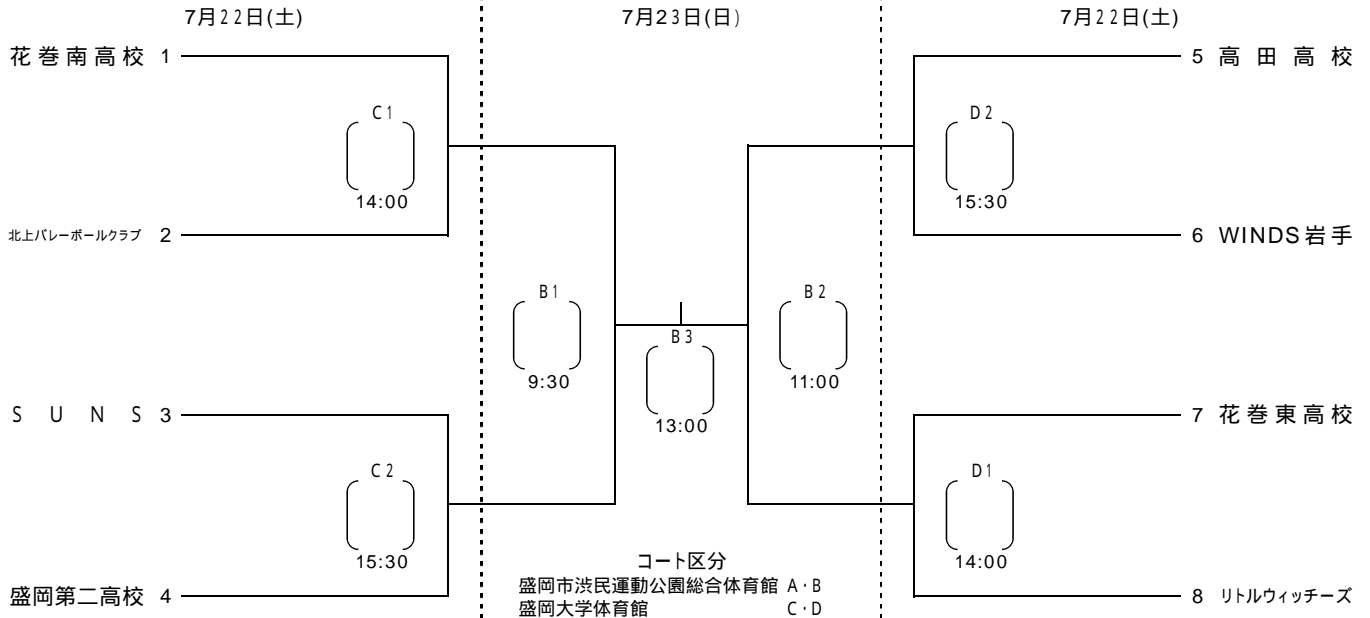 7月22日(土) 7月23日(日) 7月22日(土)
花巻南高校 1 5 高田高校
C1 D2
14:00 15:30
北上バレーボールクラブ 2 6 WINDS岩手
B1 B2
B3
9:30 11:00
SUNS 3 13:00 7 花巻東高校
C2 D1
15:30 14:00
コート区分
盛岡市渋民運動公園総合体育館 A・B
盛岡第二高校 4 盛岡大学体育館 C・D 8 リトルウィッチーズ